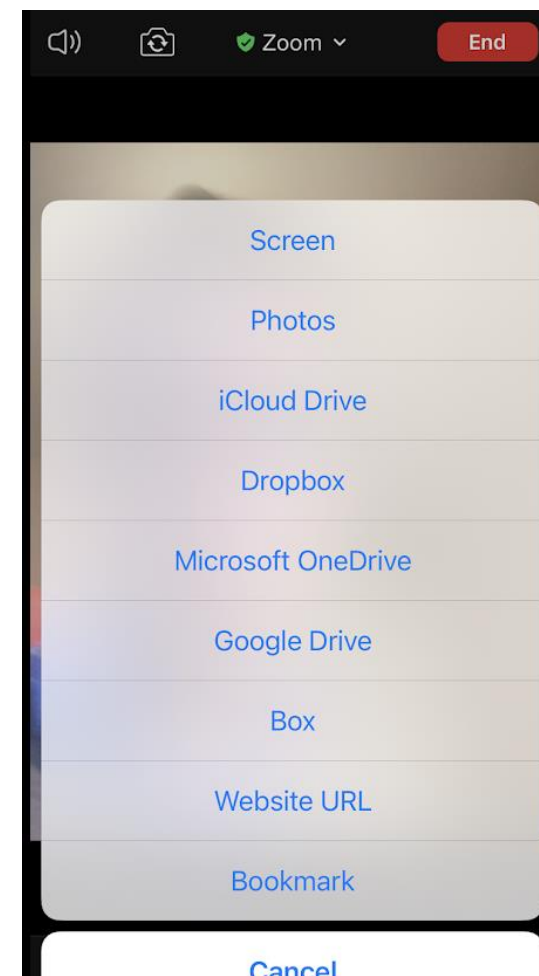 Zoom
End
Screen
Photos
iCloud Drive
Dropbox
Microsoft OneDrive
Google Drive
Box
Website URL
Bookmark
Cancel